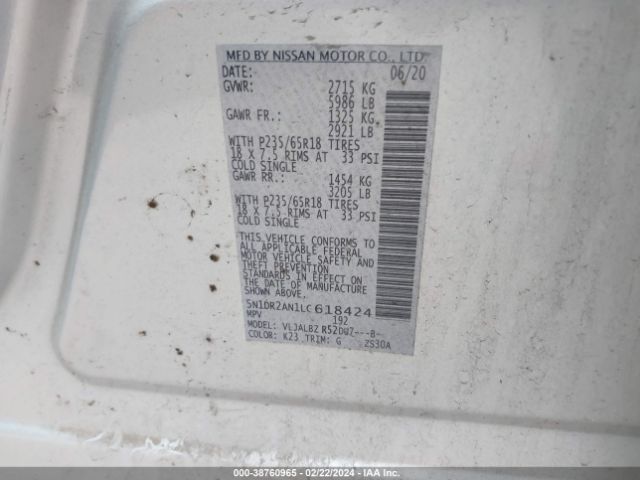 MFD BY NISSAN MOTOR CO., LTD.
DATE: 06/20
GVWR: 2715 KG
5986 LB
GAWR FR.: 1325 KG
2921 LB
WITH P235/65R18 TIRES
18 X 7.5 RIMS AT 33 PSI
COLD SINGLE
GAWR RR.: 1454 KG
3205 LB
WITH P235/65R18 TIRES
18 X 7.5 RIMS AT 33 PSI
COLD SINGLE
THIS VEHICLE CONFORMS TO
ALL APPLICABLE FEDERAL
MOTOR VEHICLE SAFETY AND
THEFT PREVENTION
STANDARDS IN EFFECT ON
THE DATE OF MANUFACTURE
SHOWN ABOVE.
5N1DR2AN1LC618424
MPV 192
MODEL: VLJALBZ R52DUZ---B-
COLOR: K23 TRIM: G ZS30A
000-38760965 - 02/22/2024 - IAA Inc.